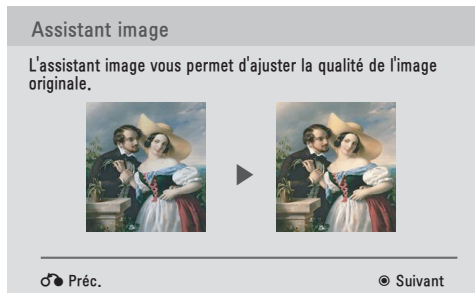 Assistant image
L'assistant image vous permet d'ajuster la qualité de l'image
originale.
Préc.
Suivant